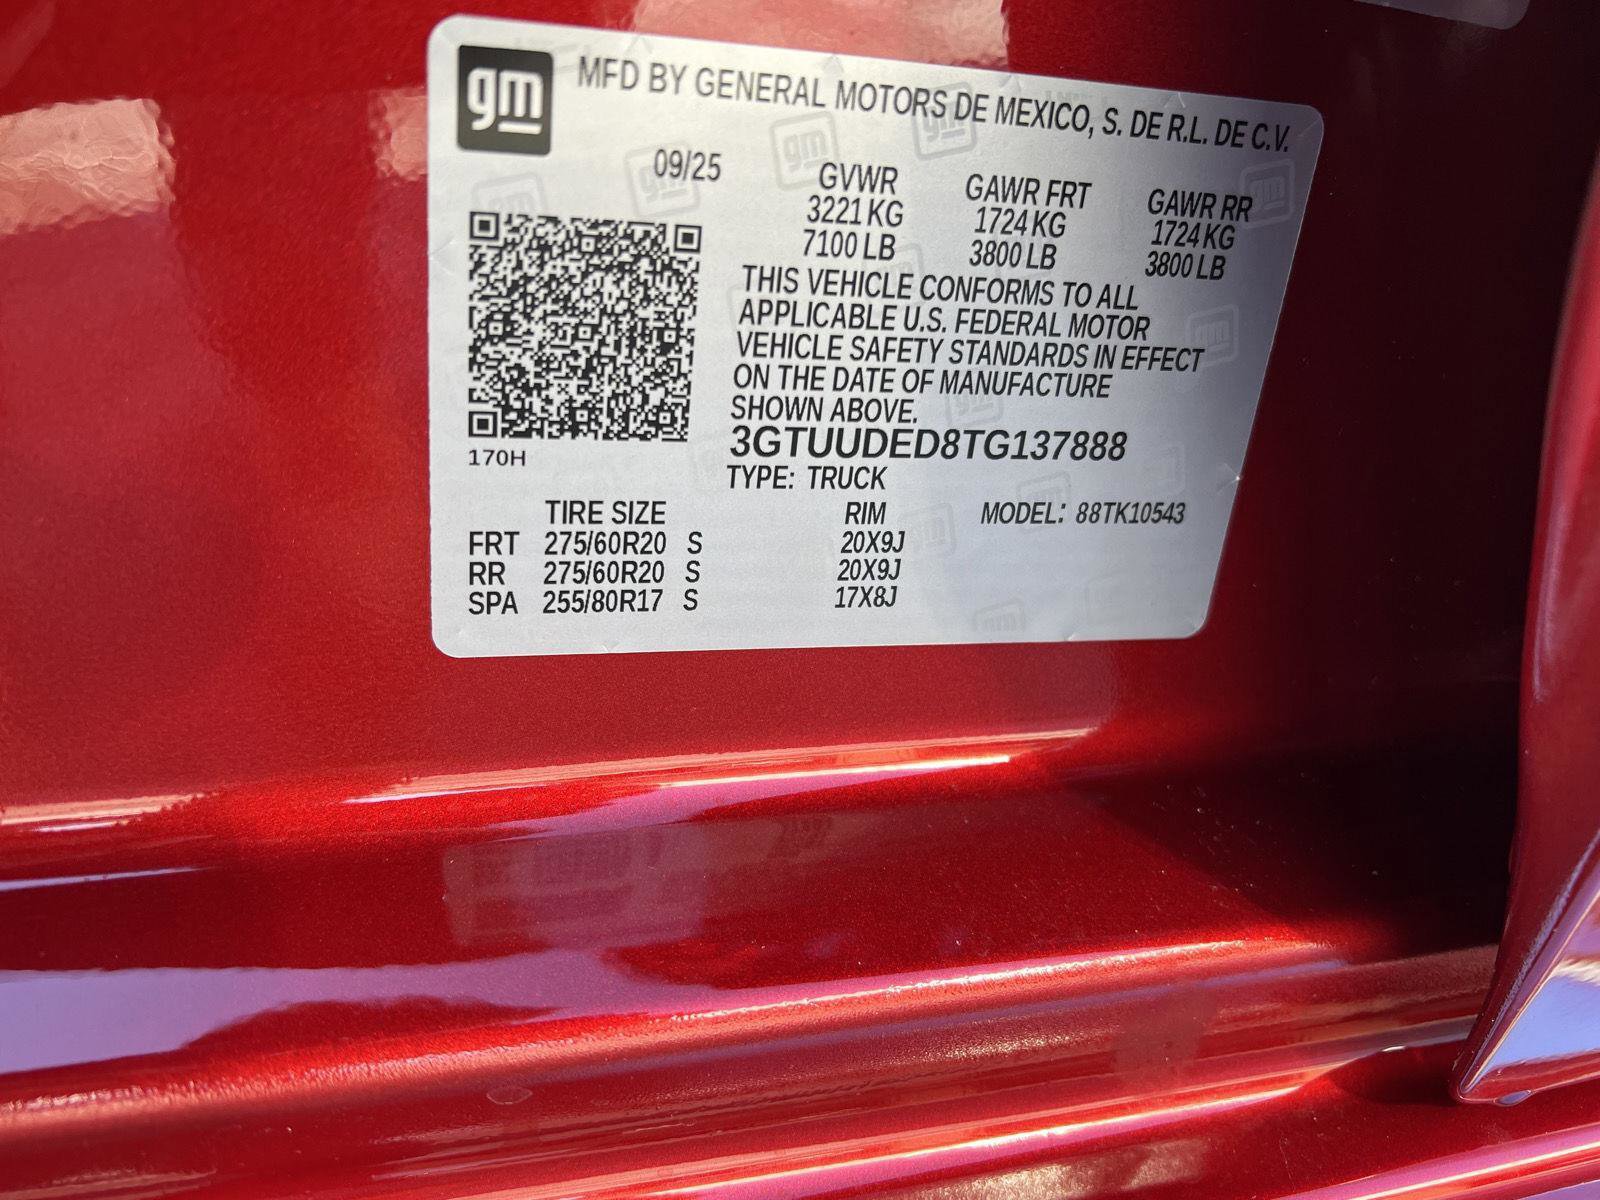 gm
MFD BY GENERAL MOTORS DE MEXICO, S. DE R.L. DE C.V.
09/25
GVWR GAWR FRT GAWR RR
3221 KG 1724 KG 1724 KG
7100 LB 3800 LB 3800 LB
THIS VEHICLE CONFORMS TO ALL
APPLICABLE U.S. FEDERAL MOTOR
VEHICLE SAFETY STANDARDS IN EFFECT
ON THE DATE OF MANUFACTURE
SHOWN ABOVE.
3GTUUDED8TG137888
170H
TYPE: TRUCK
TIRE SIZE RIM MODEL: 88TK10543
FRT 275/60R20 S 20X9J
RR 275/60R20 S 20X9J
SPA 255/80R17 S 17X8J